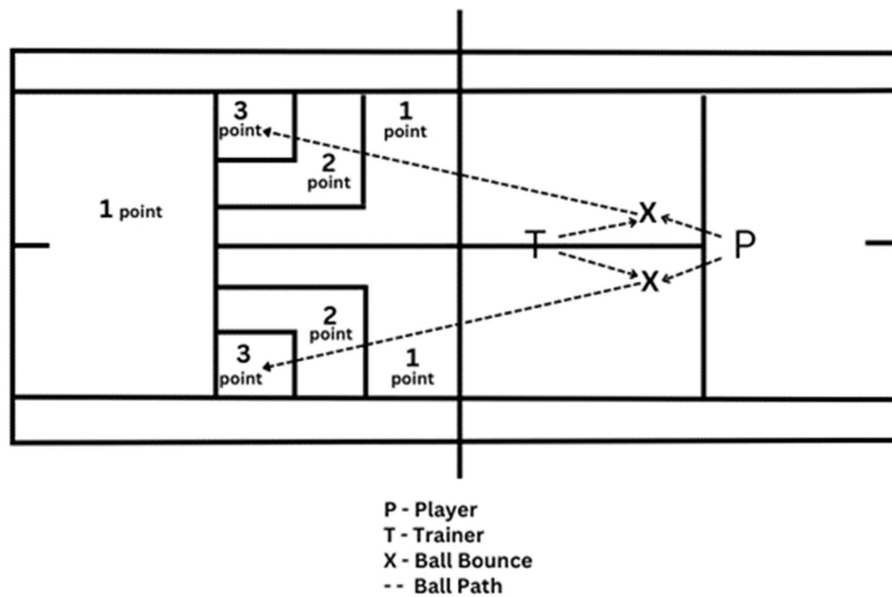 3
point
1
point
2
point
1 point
X
T
P
X
2
point
3
point
1
point
P - Player
T - Trainer
X - Ball Bounce
-- Ball Path